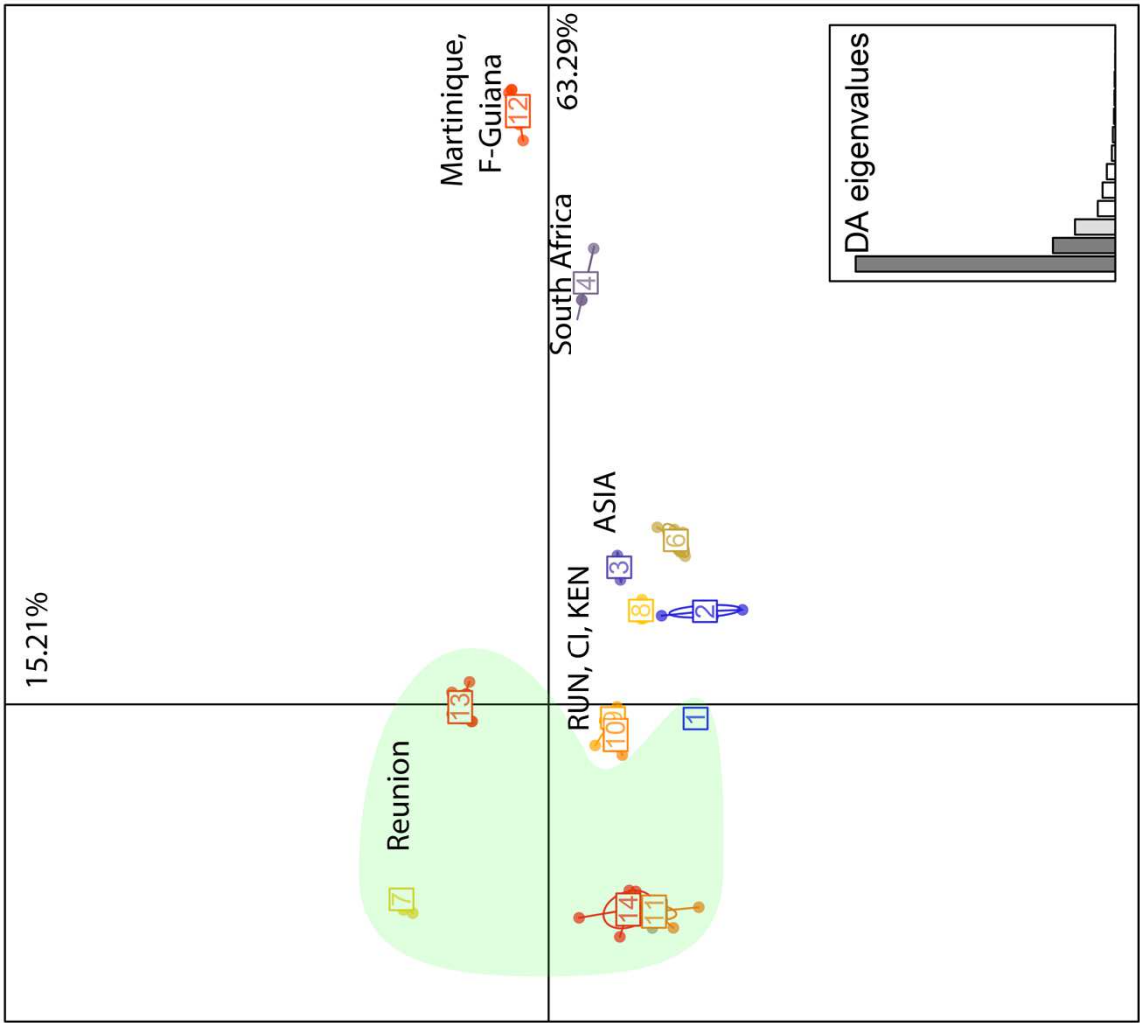 15.21%
Martinique,
F-Guiana
12
63.29%
South Africa
4
DA eigenvalues
ASIA
3
6
8
2
RUN, CI, KEN
9
10
1
13
Reunion
7
14
11